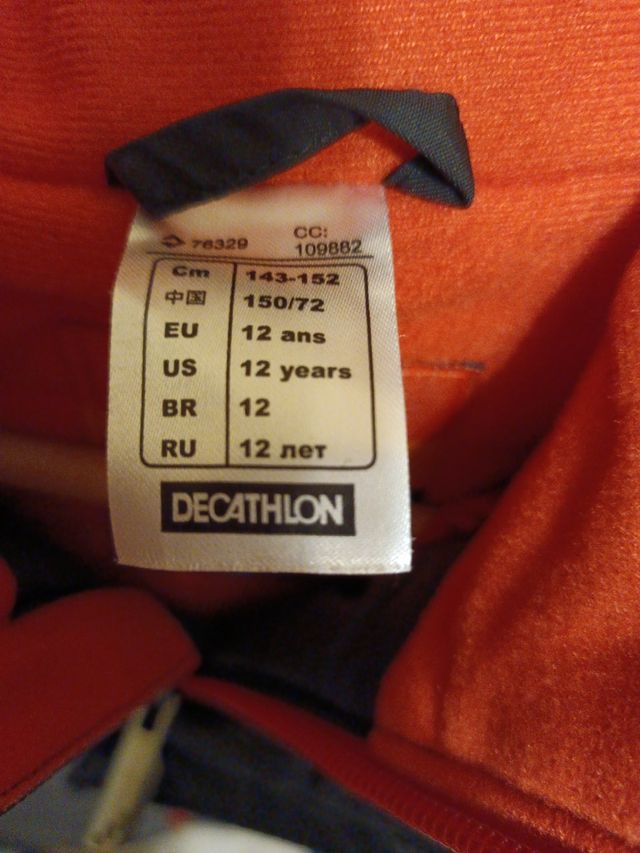 76329 CC:
109882
Cm 143-152
中国 150/72
EU 12 ans
US 12 years
BR 12
RU 12 лет
DECATHLON